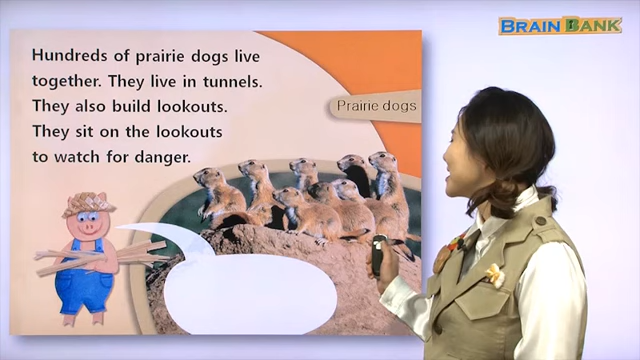 BRAIN BANK
Hundreds of prairie dogs live
together. They live in tunnels.
They also build lookouts.
They sit on the lookouts
to watch for danger.
Prairie dogs